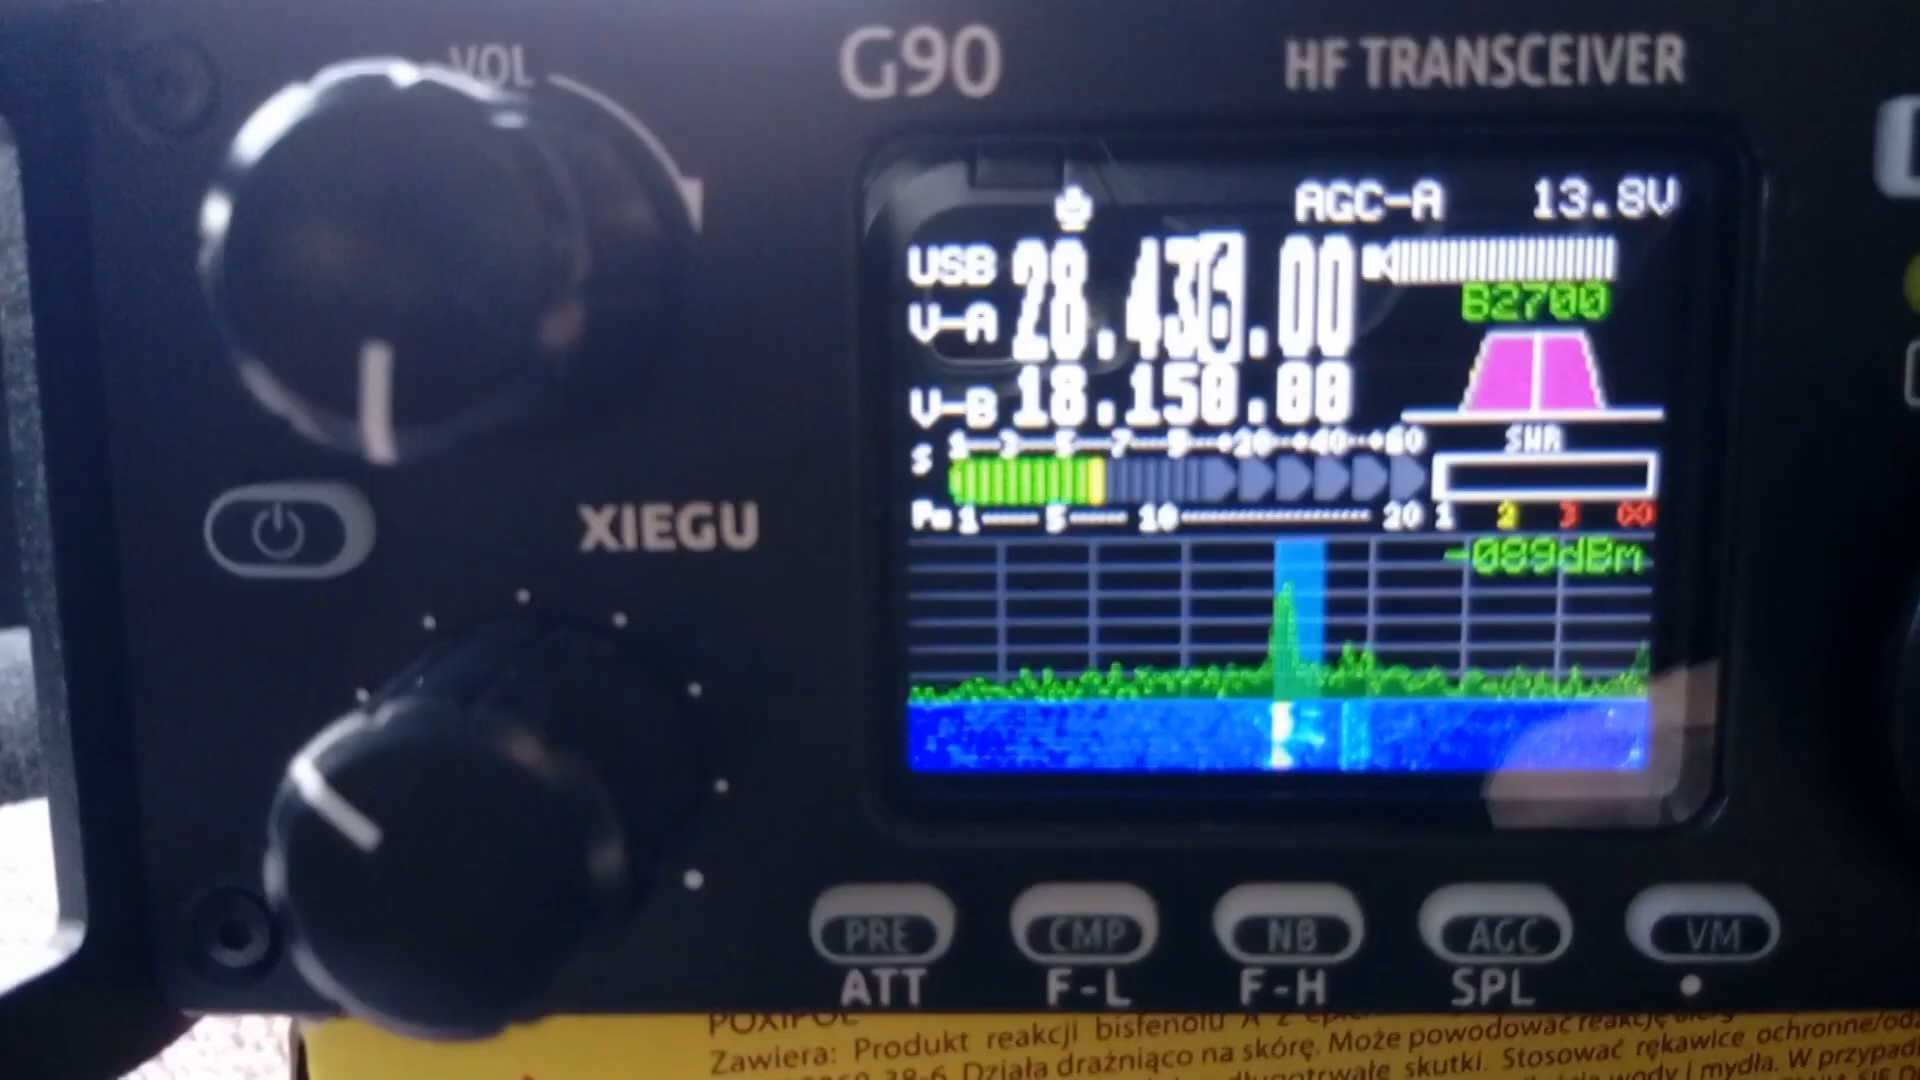 VOL
G90
HF TRANSCEIVER
AGC-A 13.8V
USB 28.436.00
B2700
V-A
V-B 18.150.00
S 1 3 5 7 9 +20 +40 +60
SWR
Po 1 5 10 20
1 2 3 ∞
-089dBm
XIEGU
PRE CMP NB AGC VM
ATT F-L F-H SPL
POXIPOL
Zawiera: Produkt reakcji bisfenolu A z
Działa drażniąco na skórę. Może powodować reakcję
skutki. Stosować rękawice ochronne
wody i mydła. W